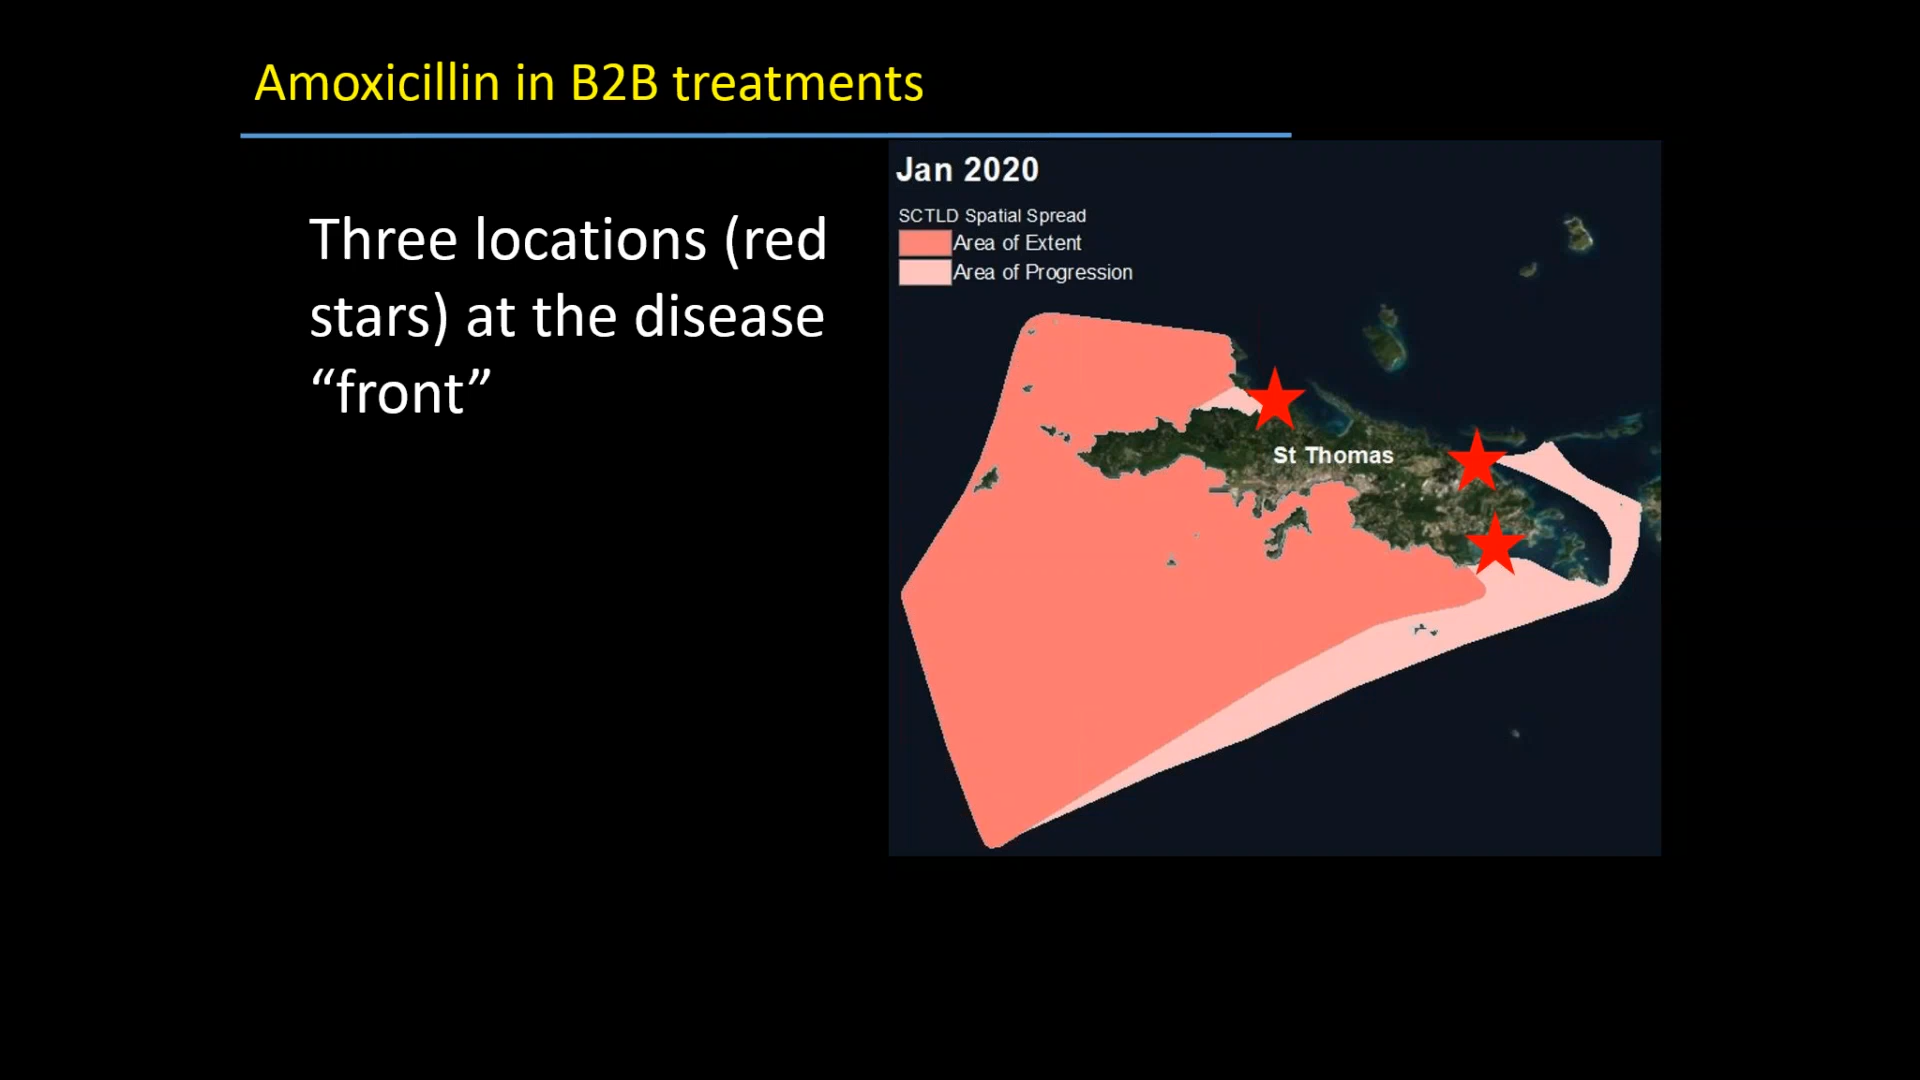 Amoxicillin in B2B treatments
Three locations (red
stars) at the disease
“front”
Jan 2020
SCTLD Spatial Spread
Area of Extent
Area of Progression
St Thomas